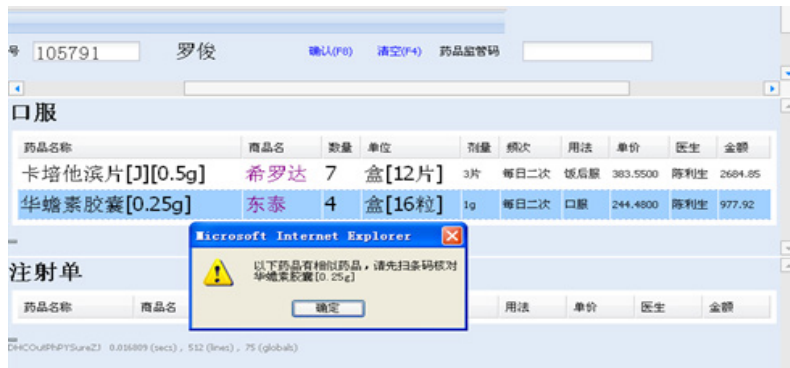 号 105791 罗俊 确认(F8) 清空(F4) 药品监管码
口服
药品名称 商品名 数量 单位 剂量 频次 用法 单价 医生 金额
卡培他滨片[J][0.5g] 希罗达 7 盒[12片] 3片 每日二次 饭后服 383.5500 陈利生 2684.85
华蟾素胶囊[0.25g] 东泰 4 盒[16粒] 1g 每日二次 口服 244.4800 陈利生 977.92
Microsoft Internet Explorer
以下药品有相似药品，请先扫条码核对
华蟾素胶囊[0.25g]
确定
注射单
药品名称 商品名 用法 单价 医生 金额
DHCOutPhPYSureZJ 0.016809 (secs), 512 (lines), 75 (globals)